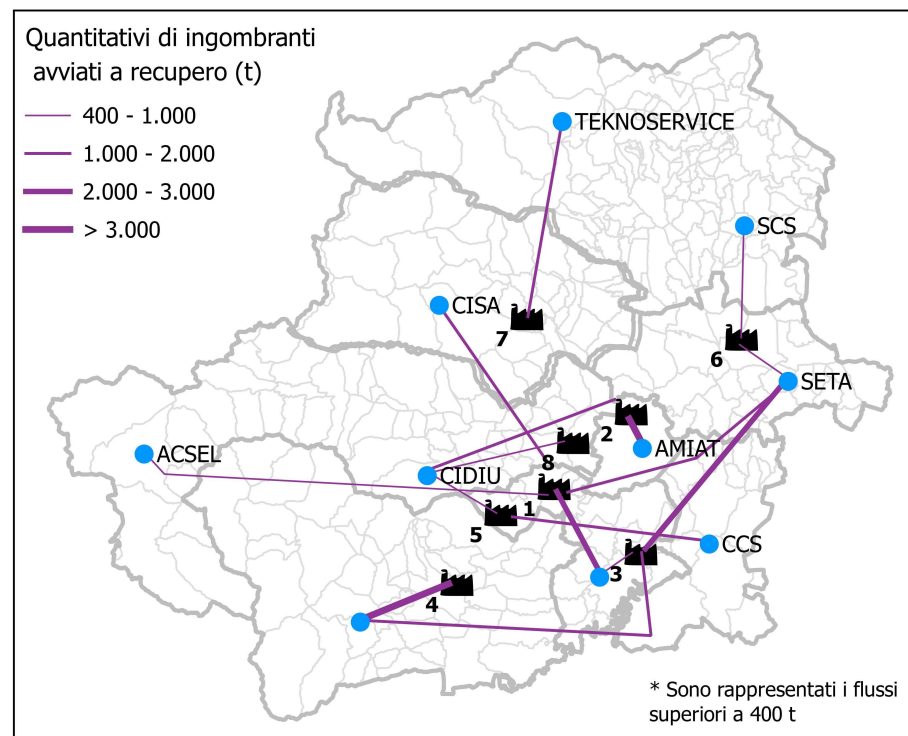 Quantitativi di ingombranti
avviati a recupero (t)
400 - 1.000
1.000 - 2.000
2.000 - 3.000
> 3.000
TEKNOSERVICE
SCS
CISA
7
6
SETA
2
ACSEL
8
AMIAT
CIDIU
1
5
CCS
3
4
* Sono rappresentati i flussi
superiori a 400 t